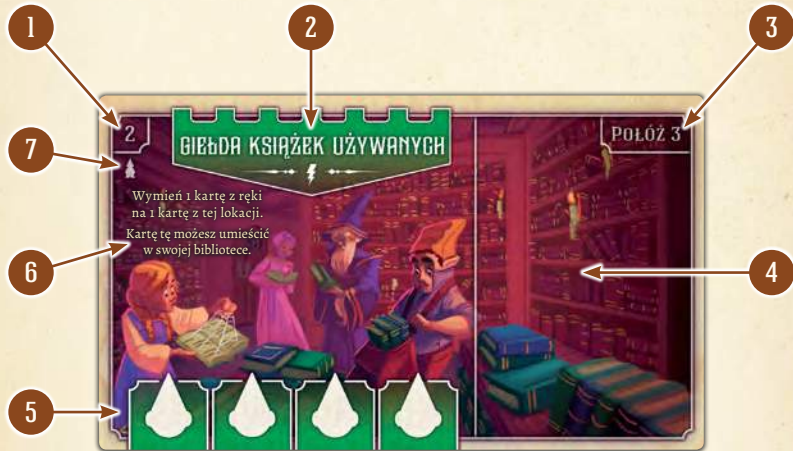 1
2
3
2
GIEŁDA KSIĄŻEK UŻYWANYCH
POŁÓŻ 3
7
Wymień 1 kartę z ręki
na 1 kartę z tej lokacji.
Kartę tę możesz umieścić
w swojej bibliotece.
6
4
5